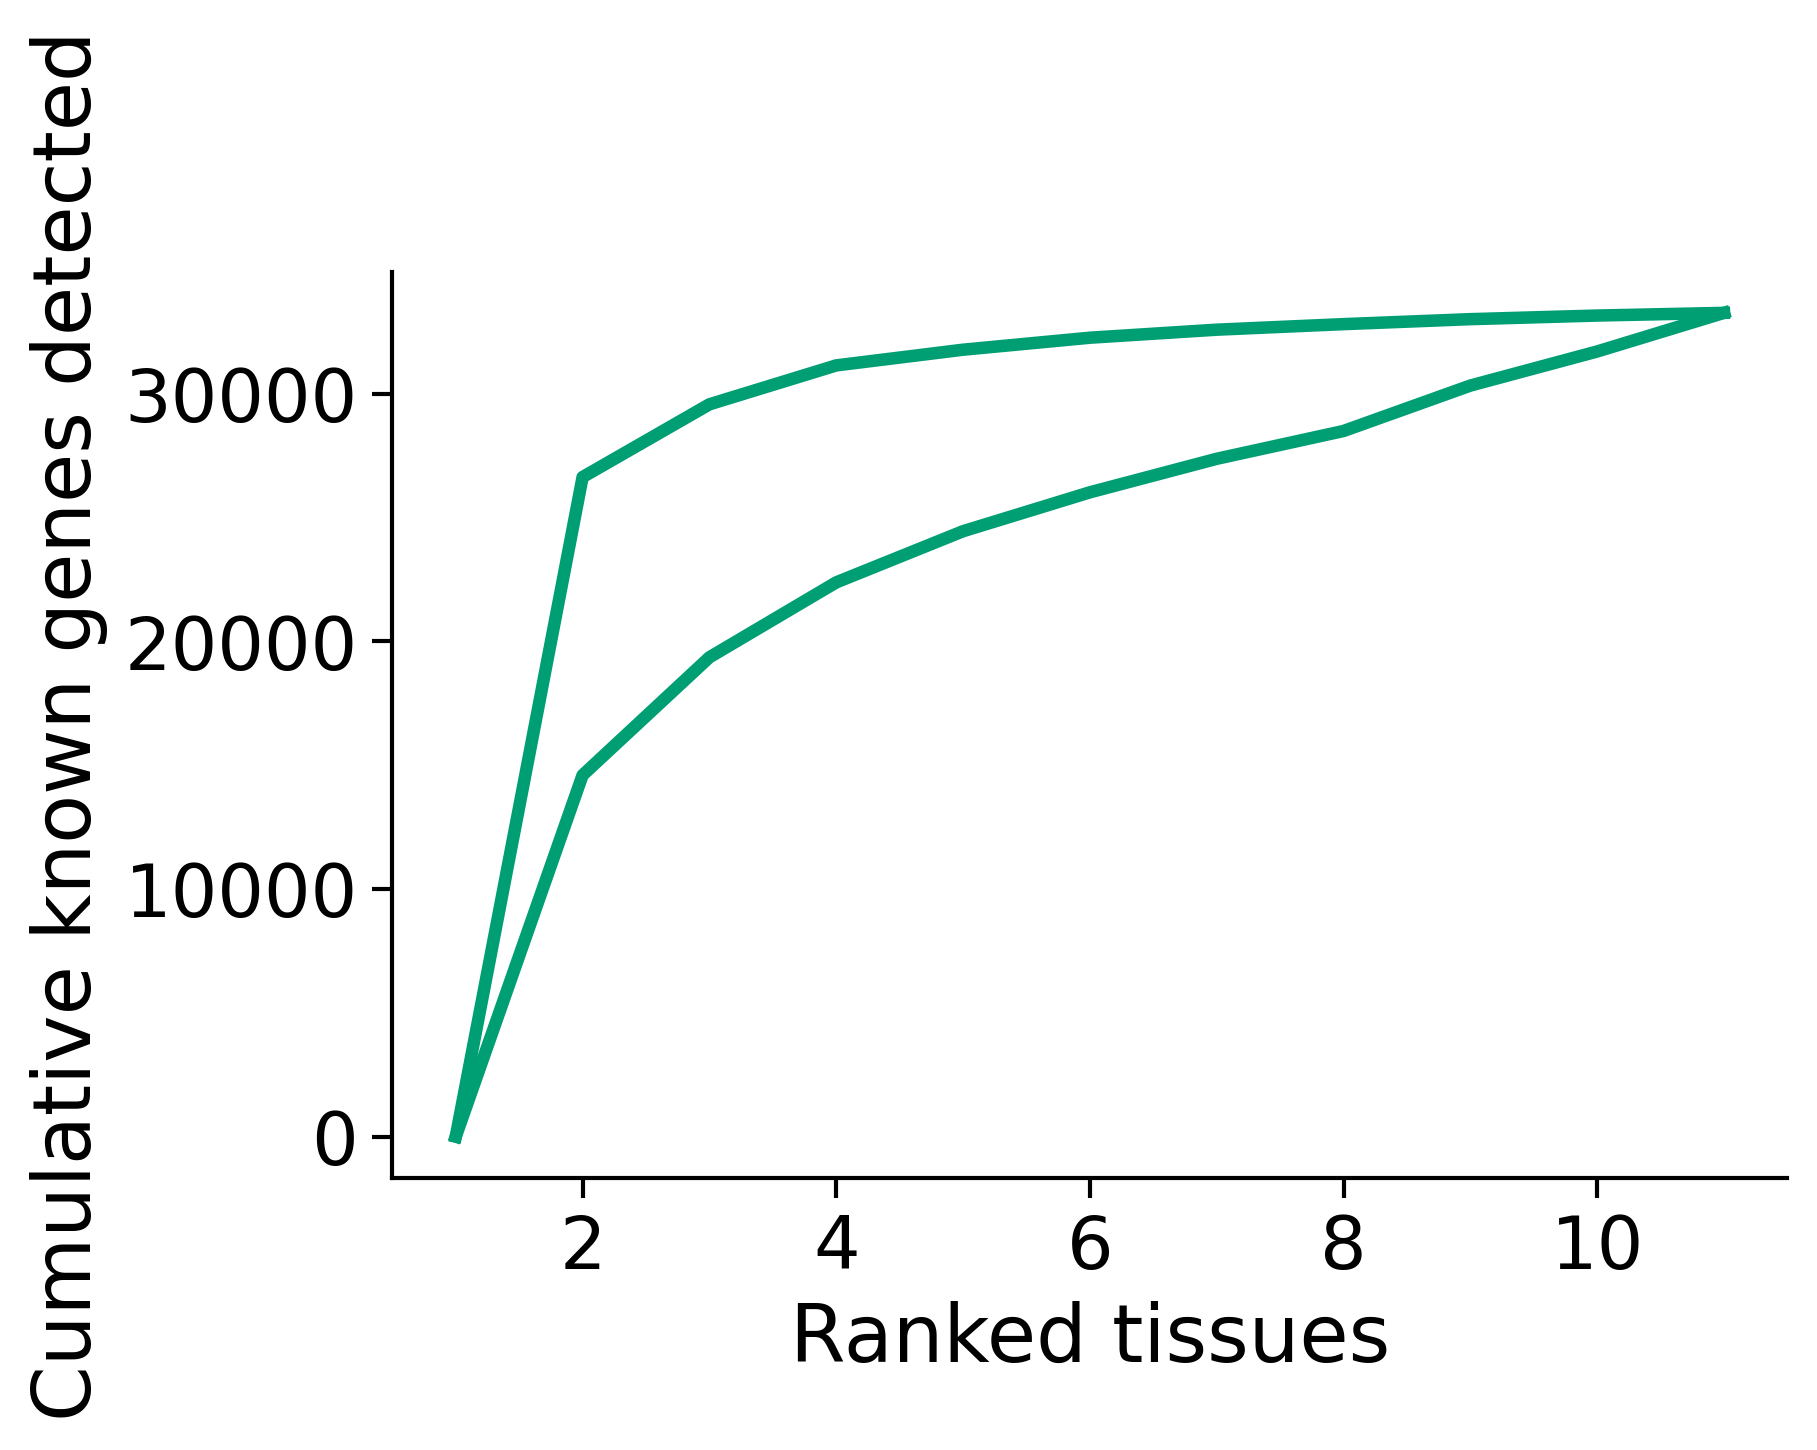 Cumulative known genes detected
30000
20000
10000
0
2 4 6 8 10
Ranked tissues